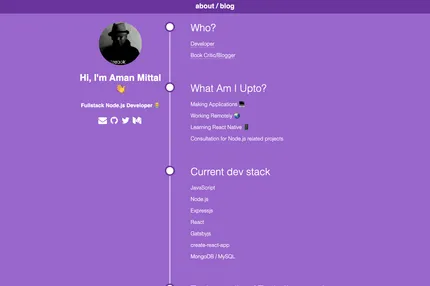 about / blog
Hi, I'm Aman Mittal
Fullstack Node.js Developer
Who?
Developer
Book Critic/Blogger
What Am I Upto?
Making Applications
Working Remotely
Learning React Native
Consultation for Node.js related projects
Current dev stack
JavaScript
Node.js
Expressjs
React
Gatsbyjs
create-react-app
MongoDB / MySQL